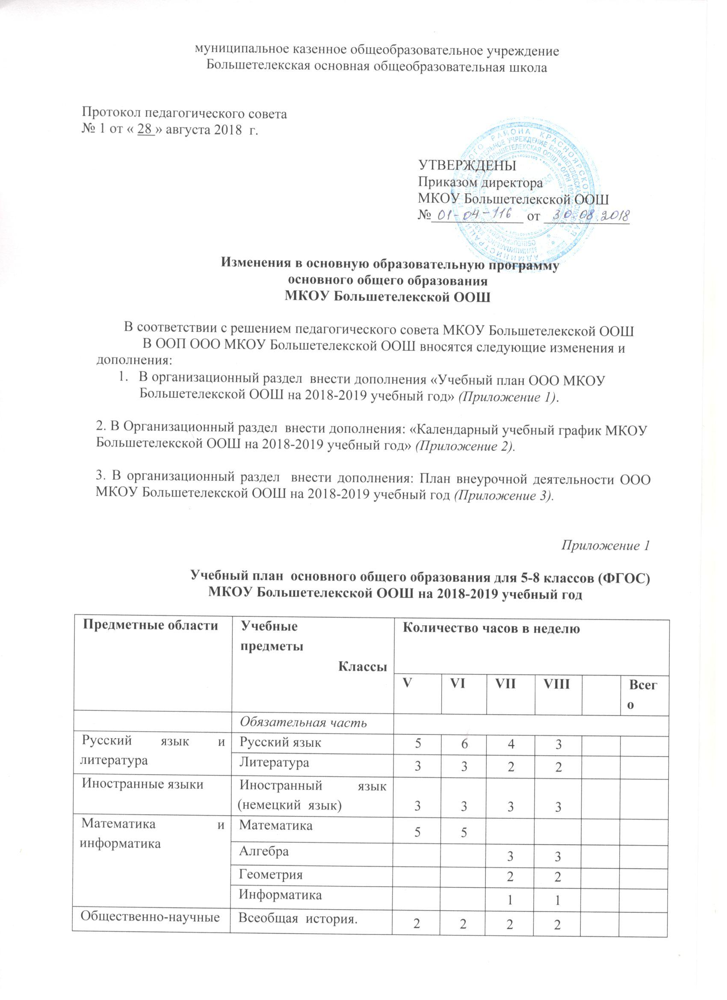 муниципальное казенное общеобразовательное учреждение
Большетелекская основная общеобразовательная школа
Протокол педагогического совета
№ 1 от « 28 » августа 2018 г.
УТВЕРЖДЕНЫ
Приказом директора
МКОУ Большетелекской ООШ
№ 01-04-116 от 30.08.2018
Изменения в основную образовательную программу
основного общего образования
МКОУ Большетелекской ООШ
В соответствии с решением педагогического совета МКОУ Большетелекской ООШ
В ООП ООО МКОУ Большетелекской ООШ вносятся следующие изменения и
дополнения:
1. В организационный раздел внести дополнения «Учебный план ООО МКОУ
Большетелекской ООШ на 2018-2019 учебный год» (Приложение 1).
2. В Организационный раздел внести дополнения: «Календарный учебный график МКОУ
Большетелекской ООШ на 2018-2019 учебный год» (Приложение 2).
3. В организационный раздел внести дополнения: План внеурочной деятельности ООО
МКОУ Большетелекской ООШ на 2018-2019 учебный год (Приложение 3).
Приложение 1
Учебный план основного общего образования для 5-8 классов (ФГОС)
МКОУ Большетелекской ООШ на 2018-2019 учебный год
Предметные области Учебные Количество часов в неделю
предметы
Классы
V VI VII VIII Всег
о
Обязательная часть
Русский язык и Русский язык 5 6 4 3
литература Литература 3 3 2 2
Иностранные языки Иностранный язык
(немецкий язык) 3 3 3 3
Математика и Математика 5 5
информатика
Алгебра 3 3
Геометрия 2 2
Информатика 1 1
Общественно-научные Всеобщая история. 2 2 2 2